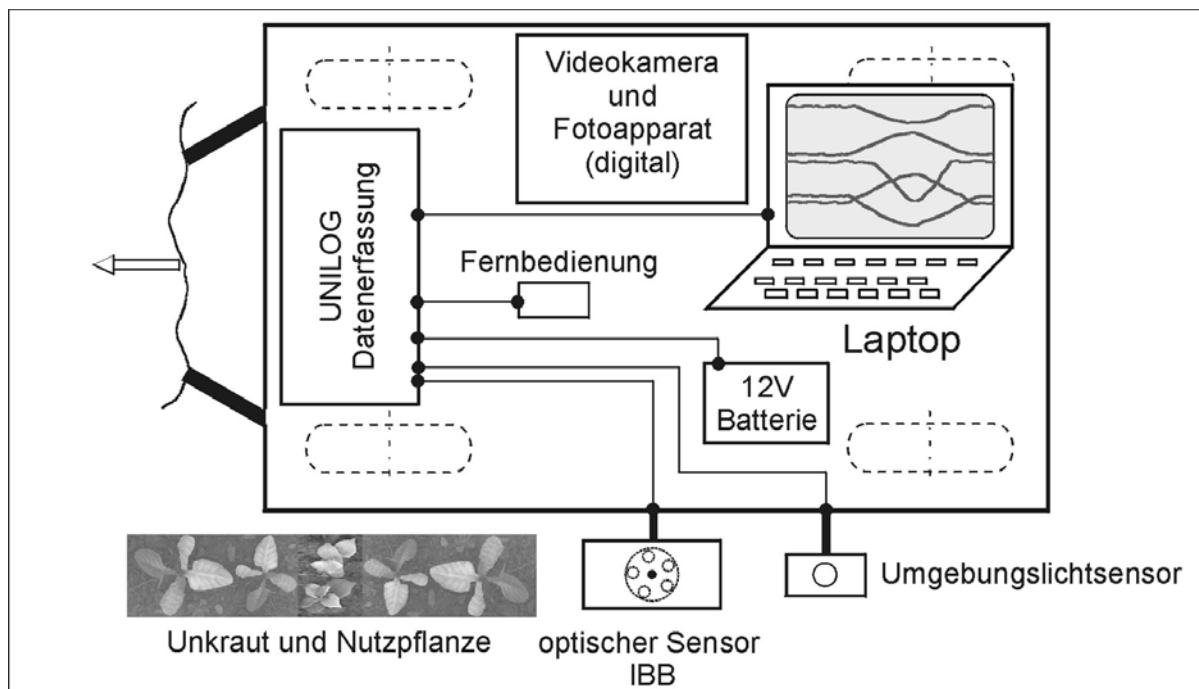 Videokamera
und
Fotoapparat
(digital)
UNILOG
Datenerfassung
Fernbedienung
Laptop
12V
Batterie
Umgebungslichtsensor
Unkraut und Nutzpflanze
optischer Sensor
IBB